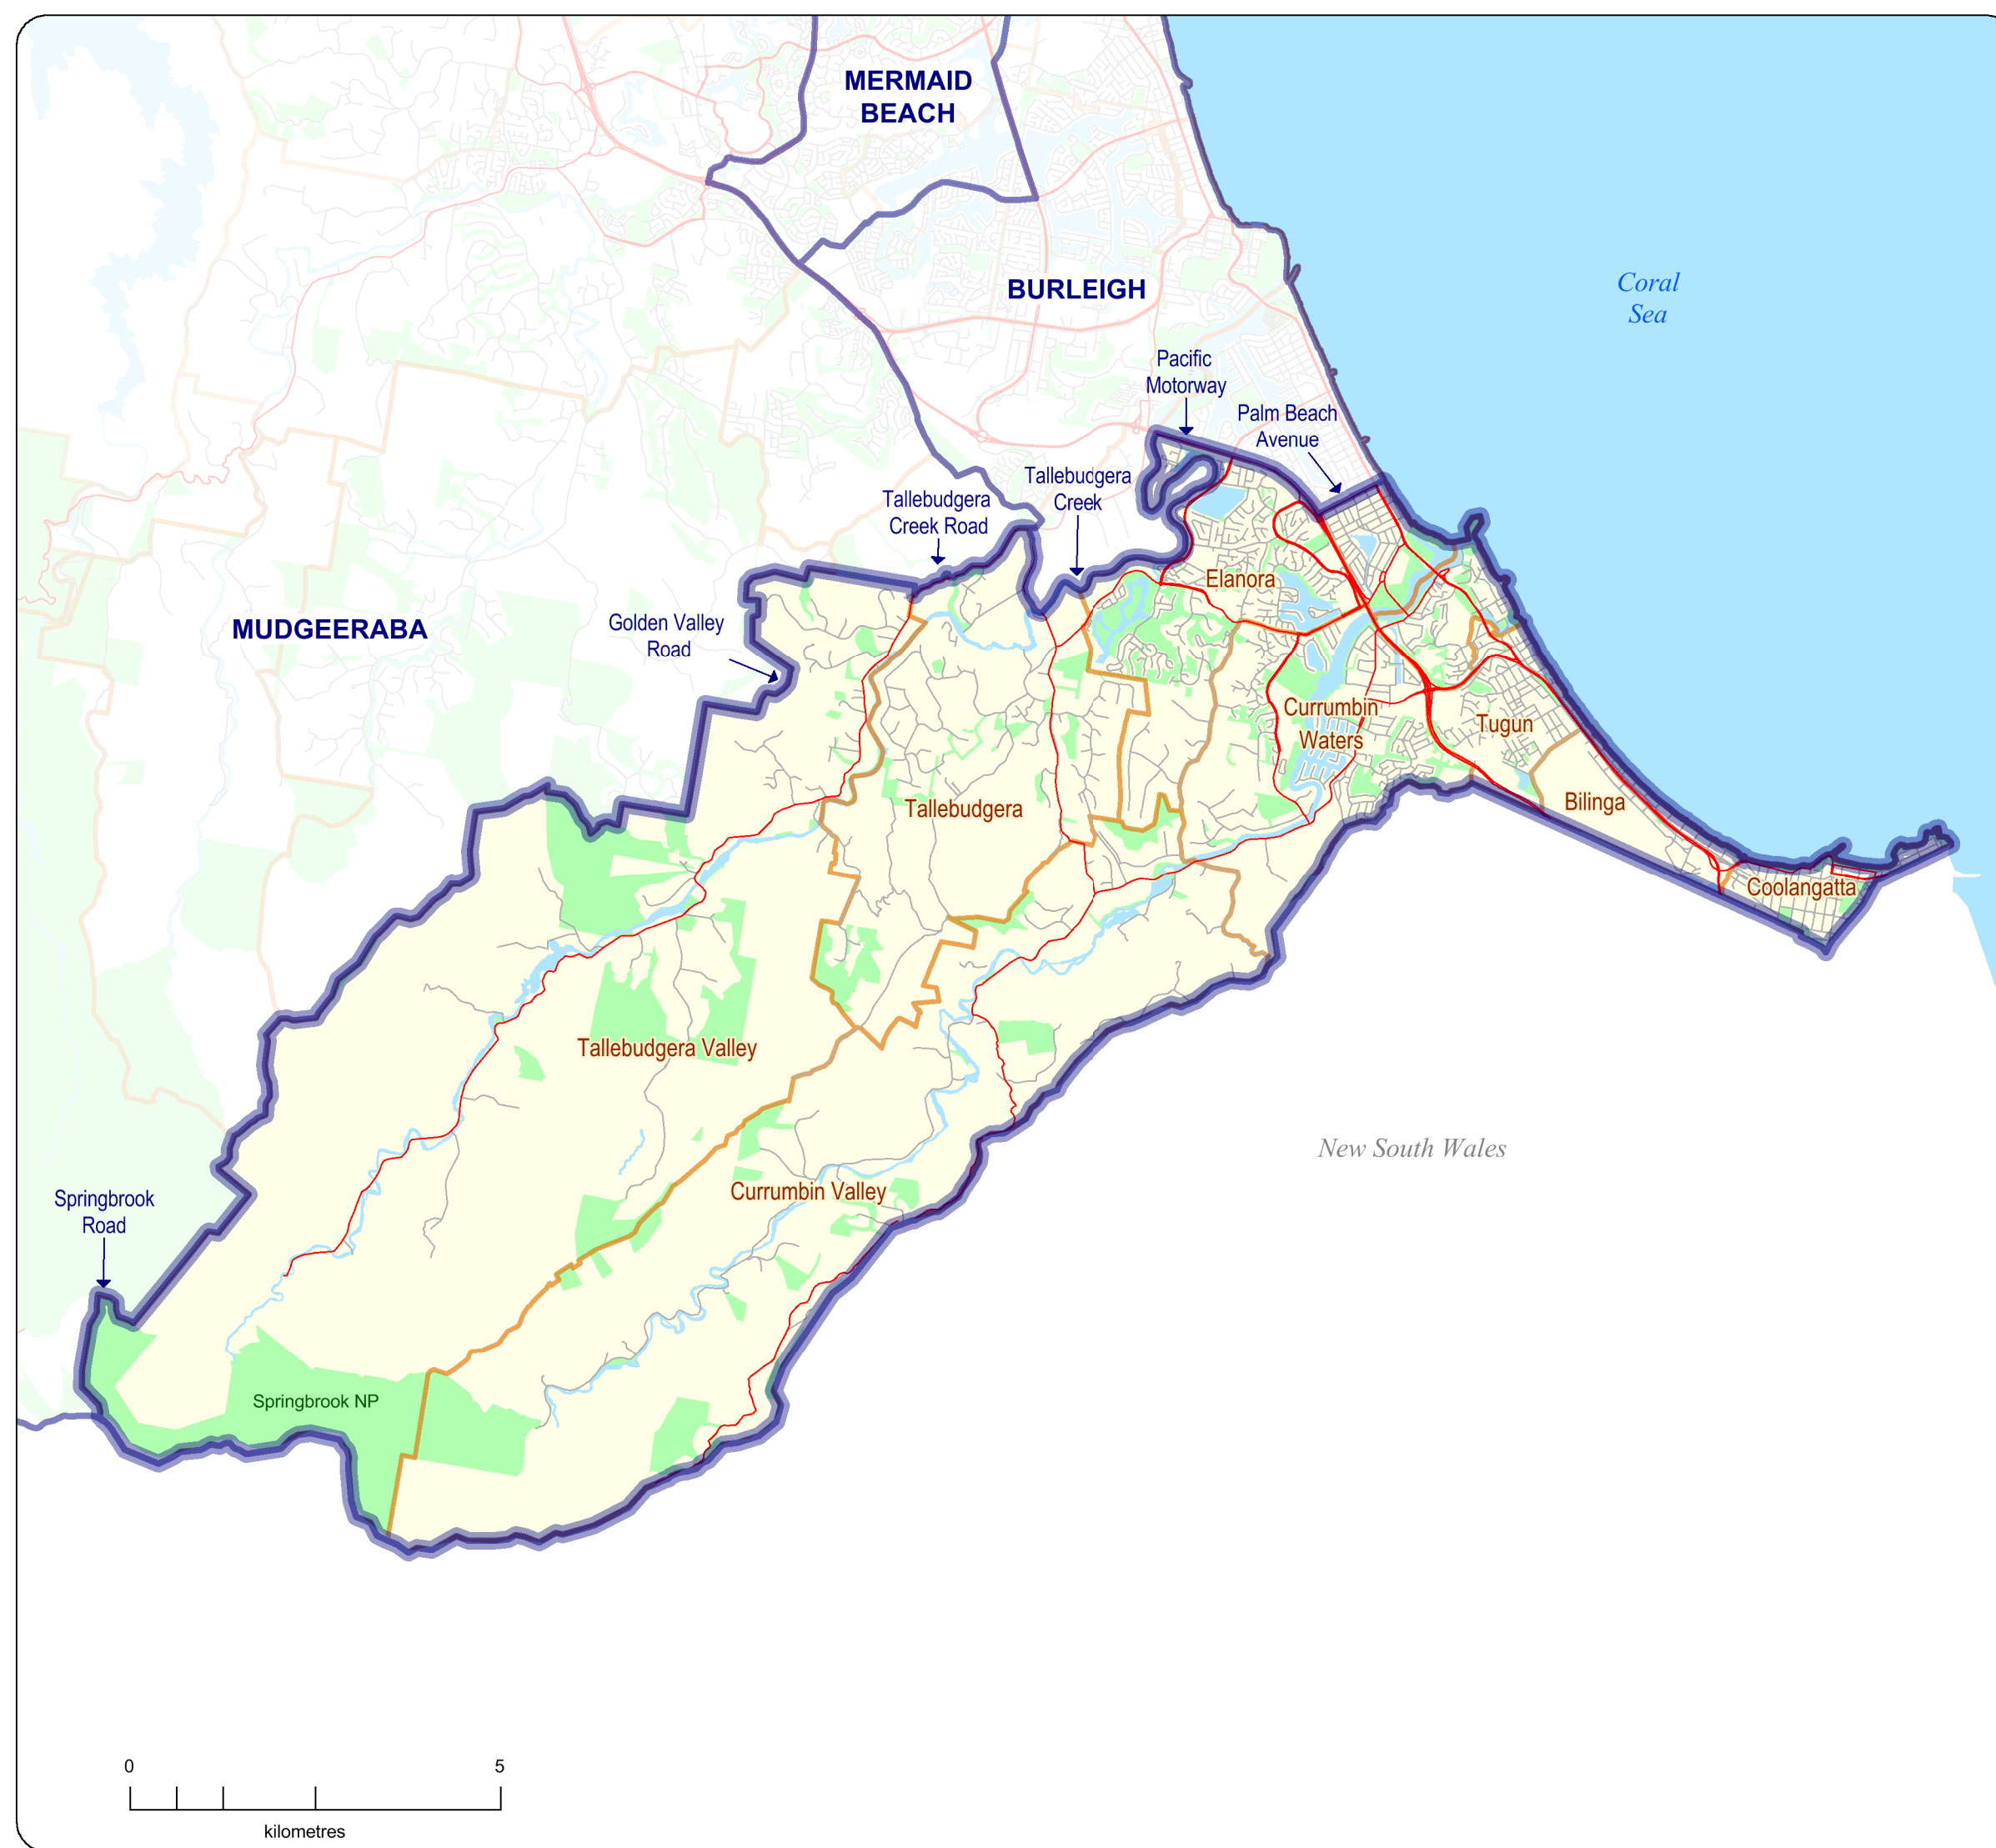 MERMAID
BEACH
Coral
Sea
BURLEIGH
Pacific
Motorway
Palm Beach
Avenue
Tallebudgera
Creek
Tallebudgera
Creek Road
Elanora
Golden Valley
Road
MUDGEERABA
Currumbin
Waters
Tugun
Bilinga
Tallebudgera
Coolangatta
Tallebudgera Valley
New South Wales
Currumbin Valley
Springbrook
Road
Springbrook NP
0 5
kilometres